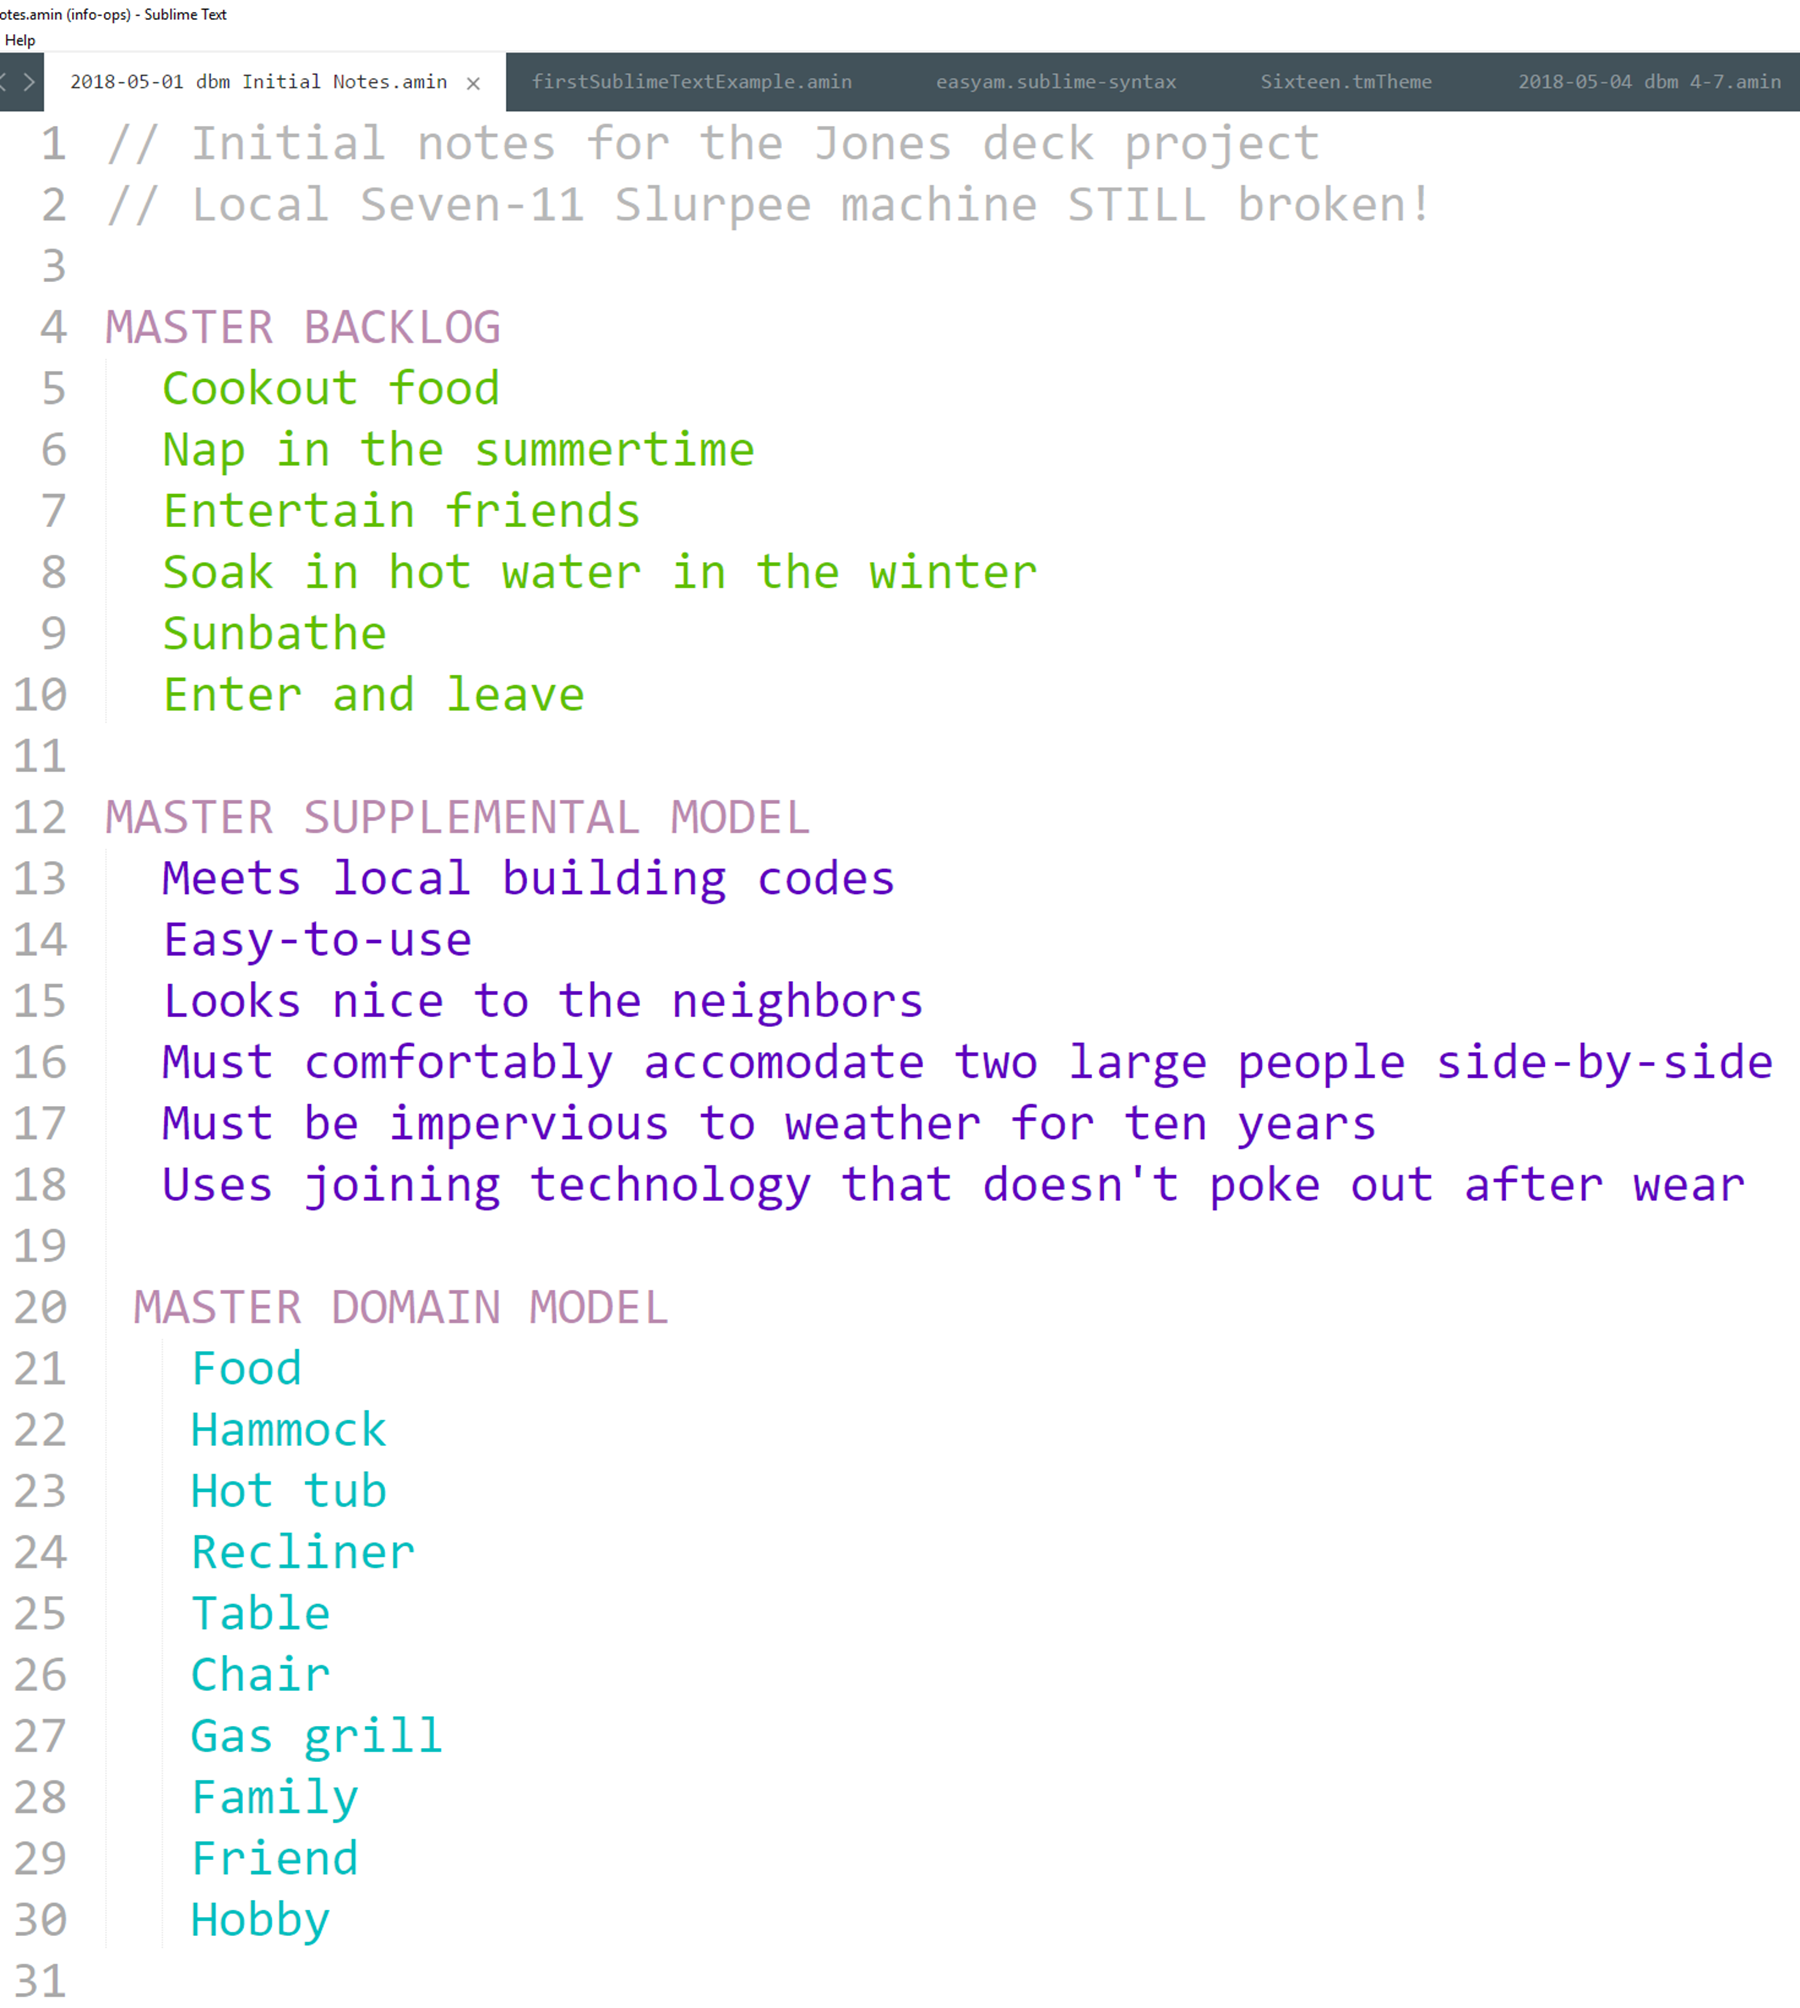 otes.amin (info-ops) - Sublime Text
Help
2018-05-01 dbm Initial Notes.amin × firstSublimeTextExample.amin easyam.sublime-syntax Sixteen.tmTheme 2018-05-04 dbm 4-7.amin
1 // Initial notes for the Jones deck project
2 // Local Seven-11 Slurpee machine STILL broken!
3
4 MASTER BACKLOG
5 Cookout food
6 Nap in the summertime
7 Entertain friends
8 Soak in hot water in the winter
9 Sunbathe
10 Enter and leave
11
12 MASTER SUPPLEMENTAL MODEL
13 Meets local building codes
14 Easy-to-use
15 Looks nice to the neighbors
16 Must comfortably accomodate two large people side-by-side
17 Must be impervious to weather for ten years
18 Uses joining technology that doesn't poke out after wear
19
20 MASTER DOMAIN MODEL
21 Food
22 Hammock
23 Hot tub
24 Recliner
25 Table
26 Chair
27 Gas grill
28 Family
29 Friend
30 Hobby
31